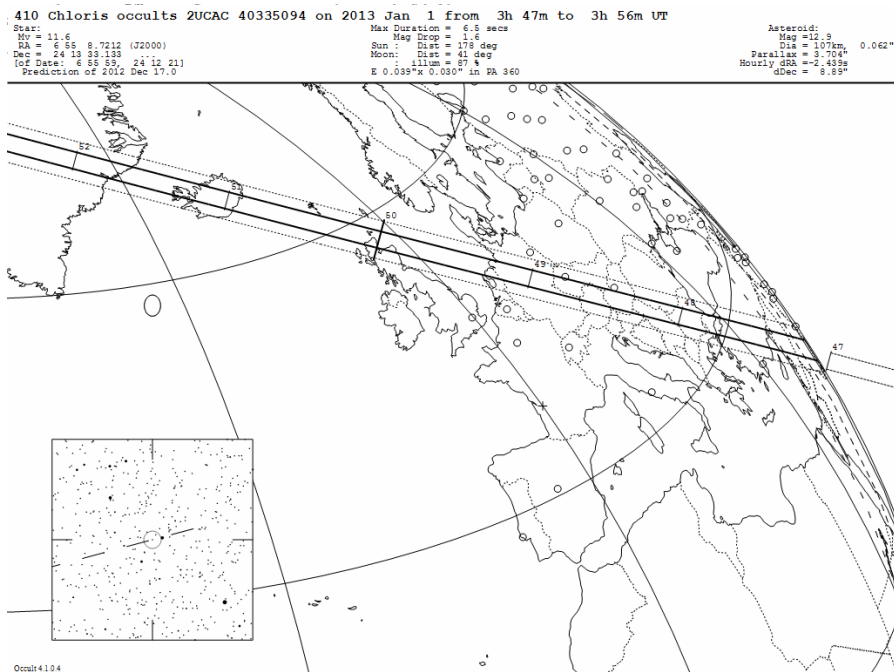 410 Chloris occults 2UCAC 40335094 on 2013 Jan 1 from 3h 47m to 3h 56m UT
Star:
Mv = 11.6
RA = 6 55 8.7212 (J2000)
Dec = 24 13 33.133 ...
[of Date: 6 55 59, 24 12 21]
Prediction of 2012 Dec 17.0
Max Duration = 6.5 secs
Mag Drop = 1.6
Sun : Dist = 178 deg
Moon: Dist = 41 deg
: illum = 87 %
E 0.039"x 0.030" in PA 360
Asteroid:
Mag =12.9
Dia = 107km, 0.062"
Parallax = 3.704"
Hourly dRA =-2.439s
dDec = 8.89"
52
51
50
49
48
47
Occult 4.1.0.4